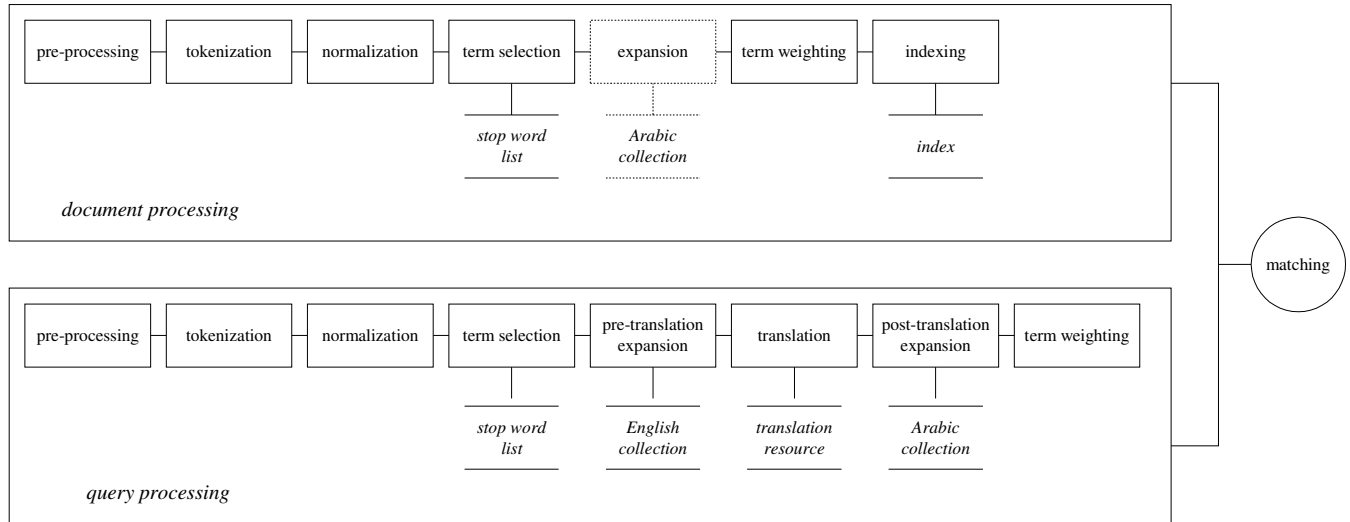 pre-processing
tokenization
normalization
term selection
expansion
term weighting
indexing
stop word
list
Arabic
collection
index
document processing
matching
pre-processing
tokenization
normalization
term selection
pre-translation
expansion
translation
post-translation
expansion
term weighting
stop word
list
English
collection
translation
resource
Arabic
collection
query processing